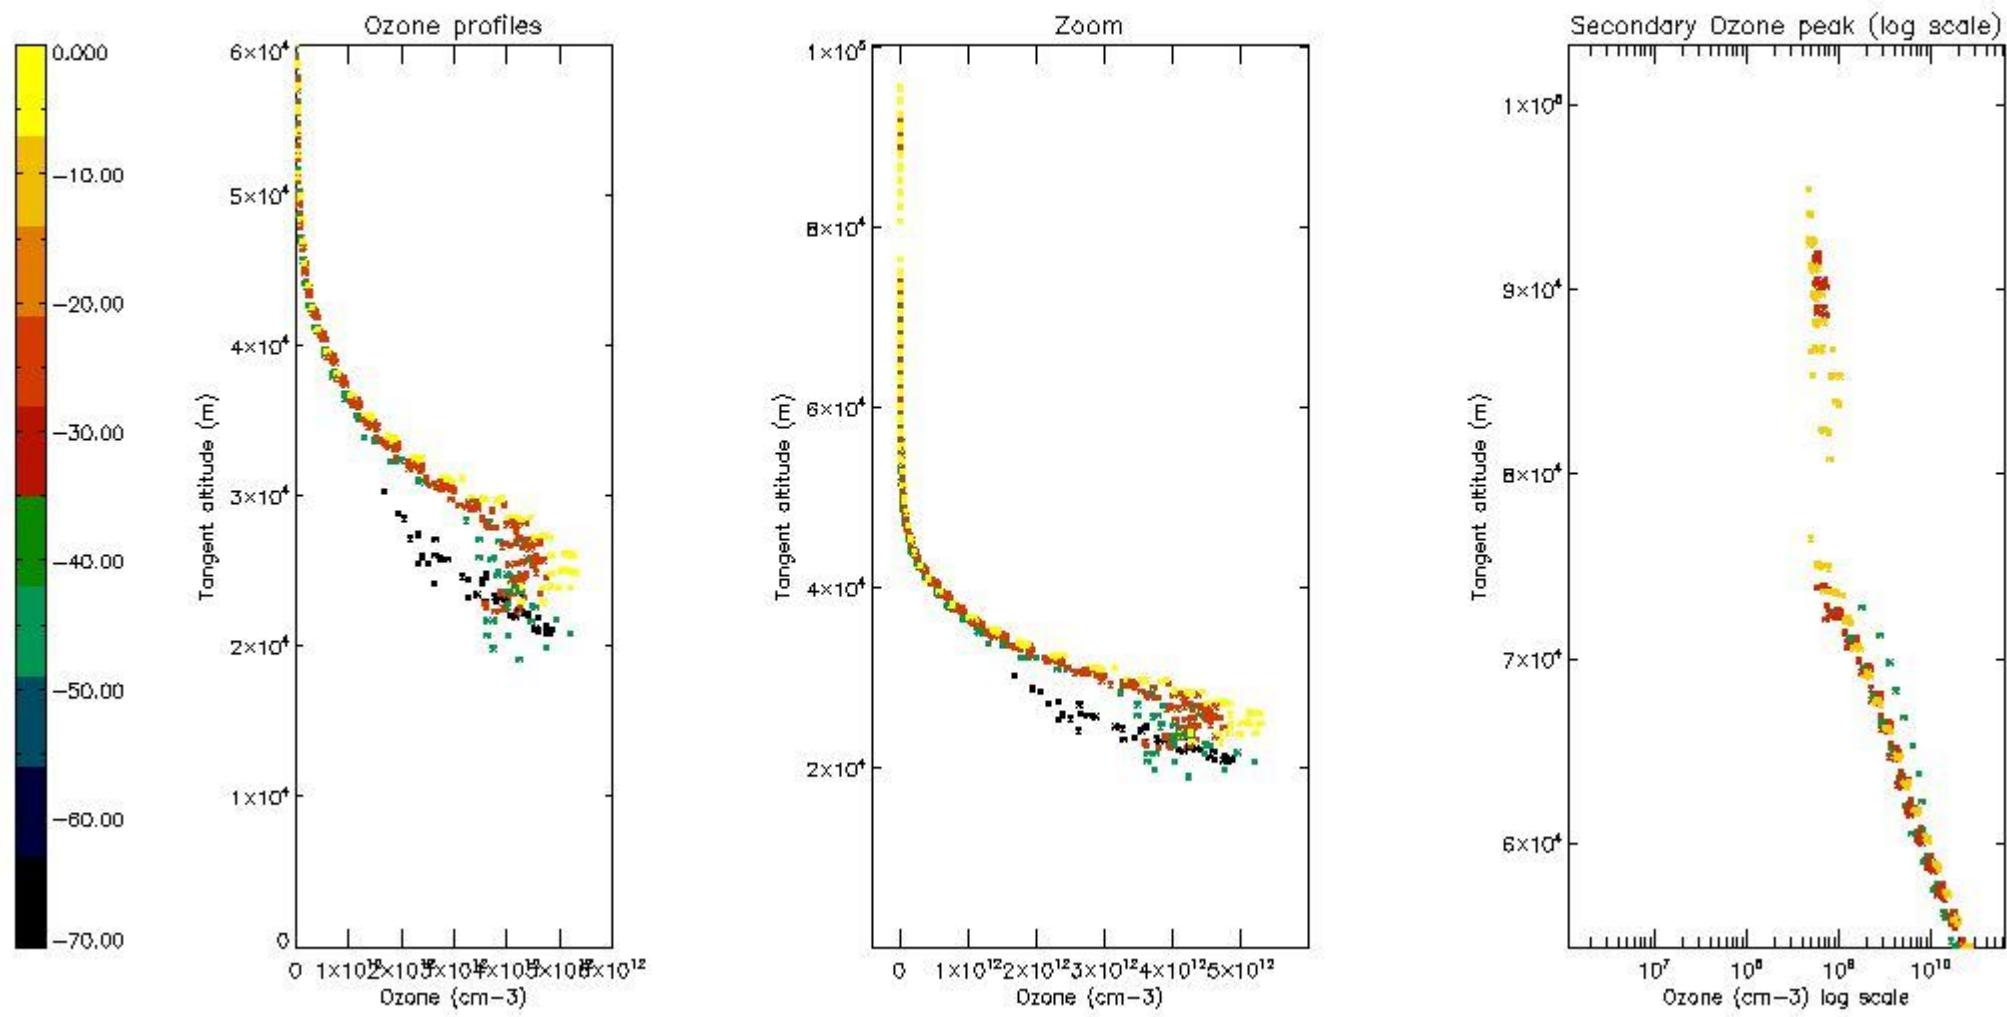 Ozone profiles
Zoom
Secondary Ozone peak (log scale)
0.000
-10.00
-20.00
-30.00
-40.00
-50.00
-60.00
-70.00
6×10⁴
5×10⁴
4×10⁴
3×10⁴
2×10⁴
1×10⁴
0
Tangent altitude (m)
0 1×10¹²
Ozone (cm-3)
1×10⁵
8×10⁴
6×10⁴
4×10⁴
2×10⁴
Tangent altitude (m)
0 1×10¹² 2×10¹² 3×10¹² 4×10¹² 5×10¹²
Ozone (cm-3)
9×10⁴
8×10⁴
7×10⁴
6×10⁴
Tangent altitude (m)
10⁷ 10⁸ 10⁹ 10¹⁰
Ozone (cm-3) log scale